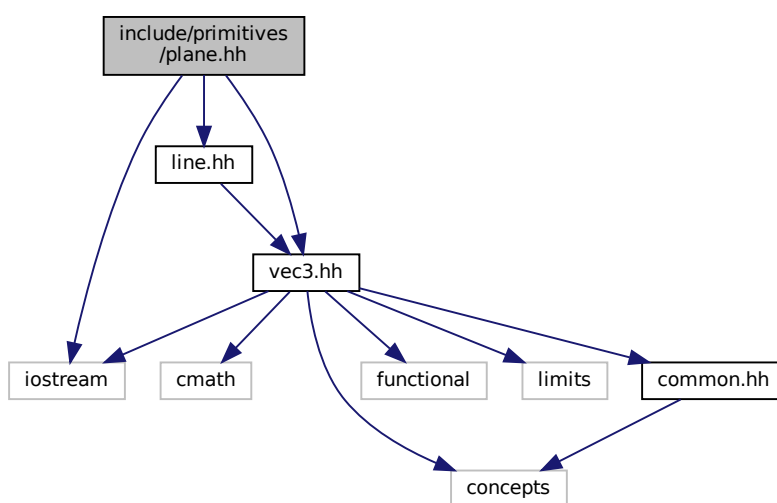 include/primitives
/plane.hh
line.hh
vec3.hh
iostream
cmath
functional
limits
common.hh
concepts